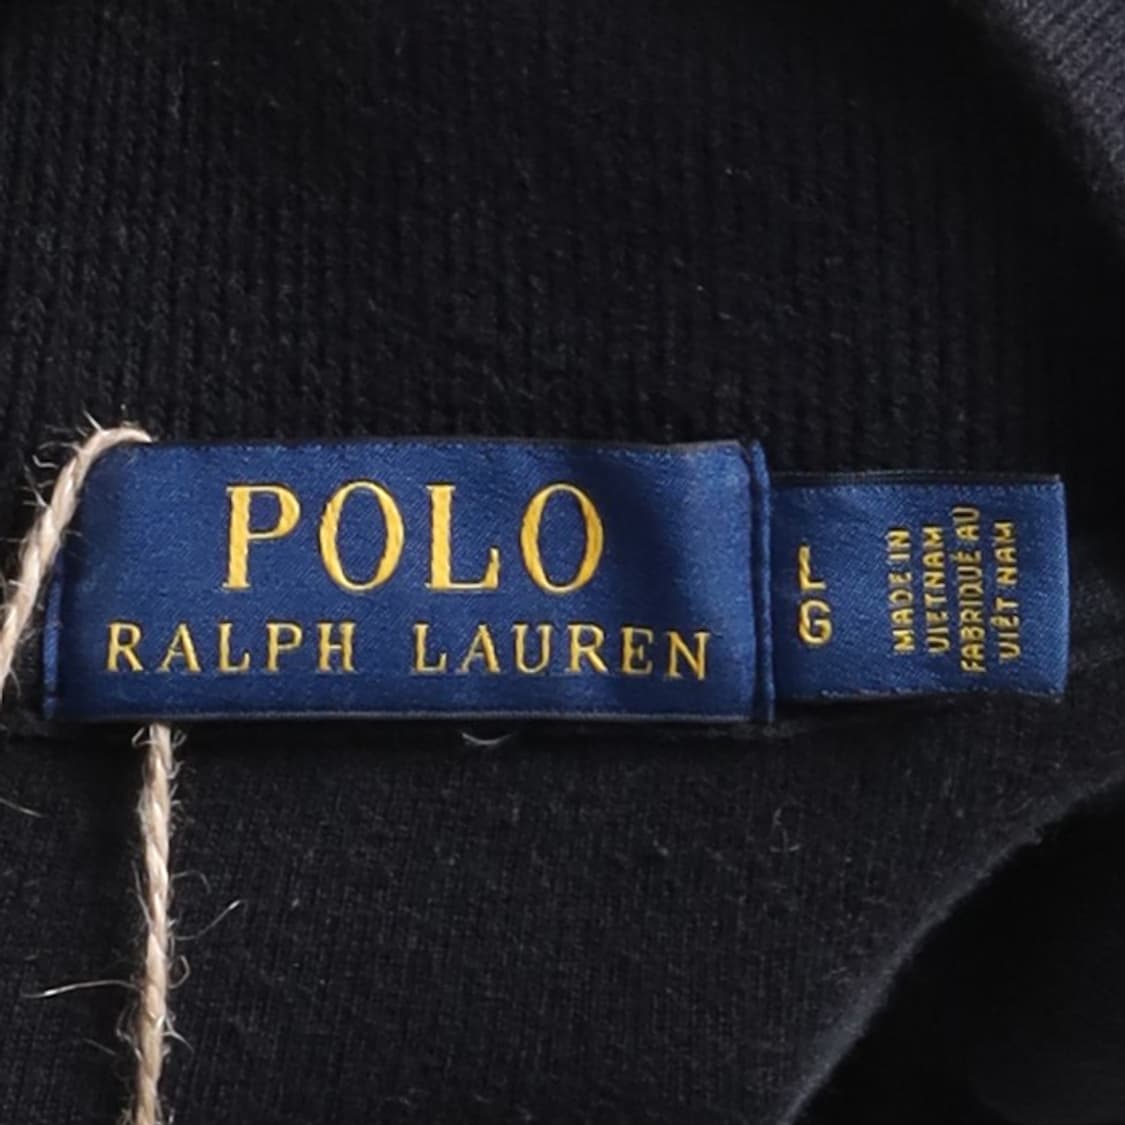 POLO
RALPH LAUREN
L
G
MADE IN
VIETNAM
FABRIQUÉ AU
VIÊT NAM